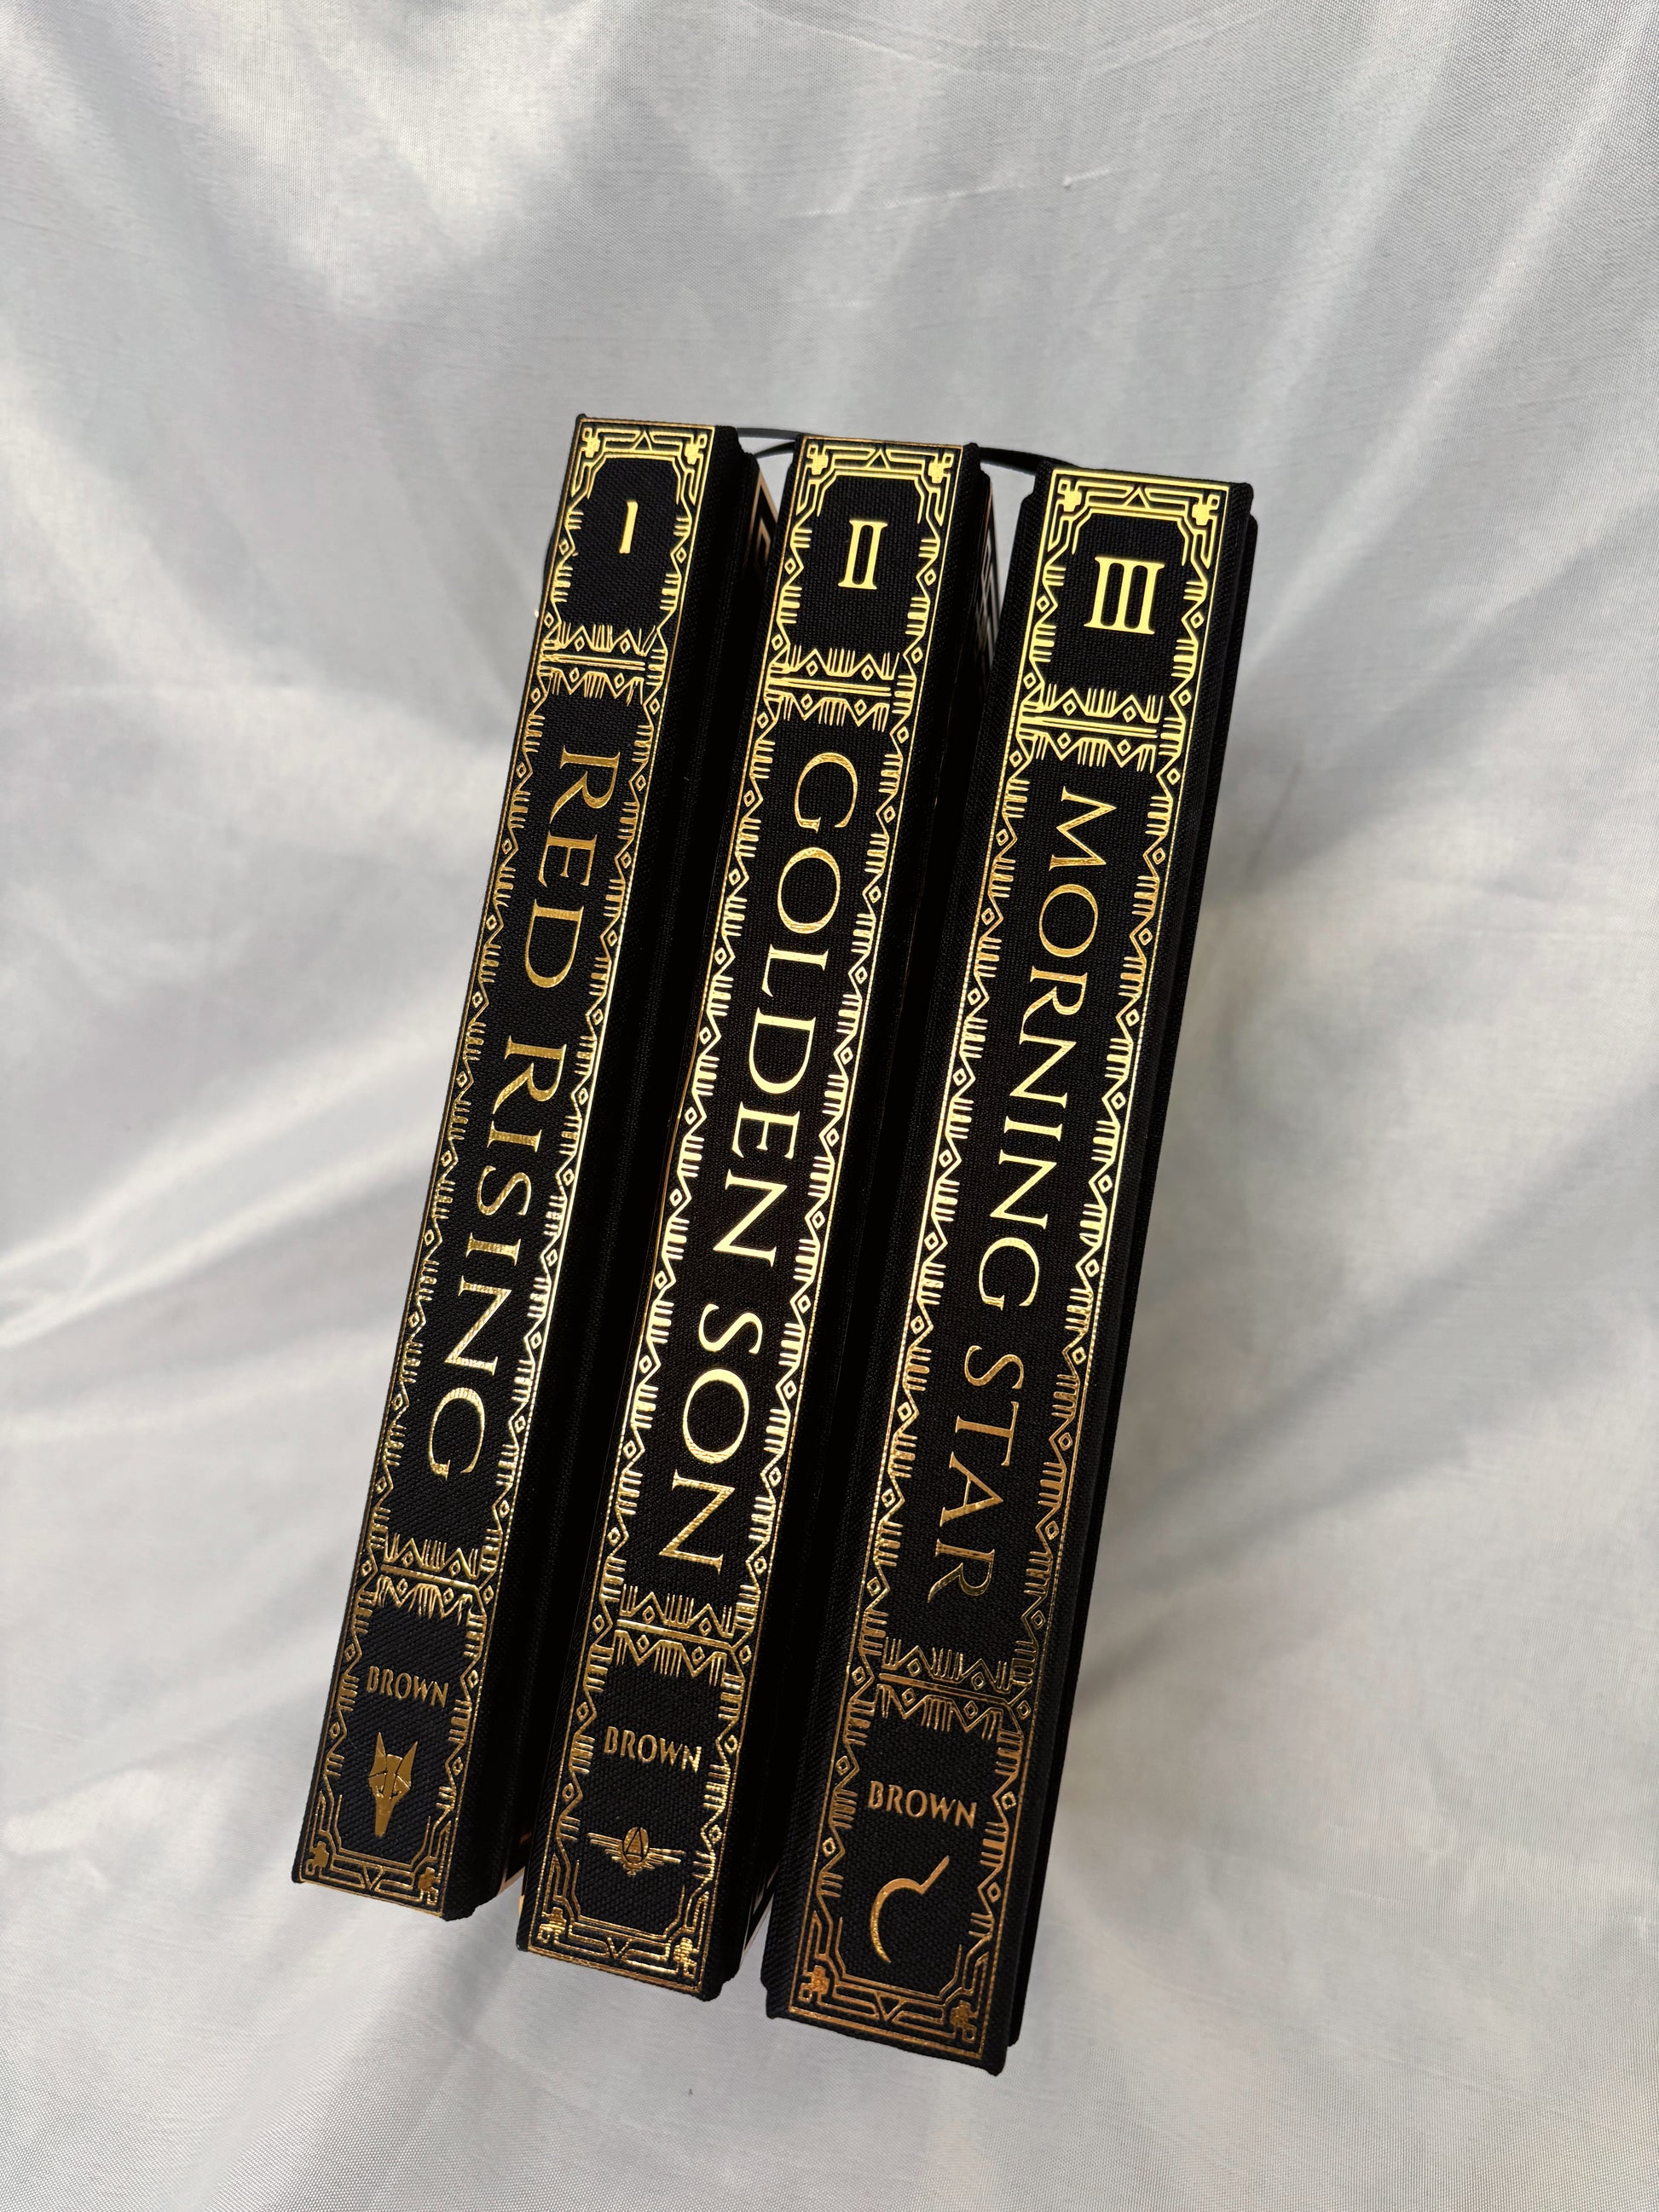 I
RED RISING
BROWN
II
GOLDEN SON
BROWN
III
MORNING STAR
BROWN